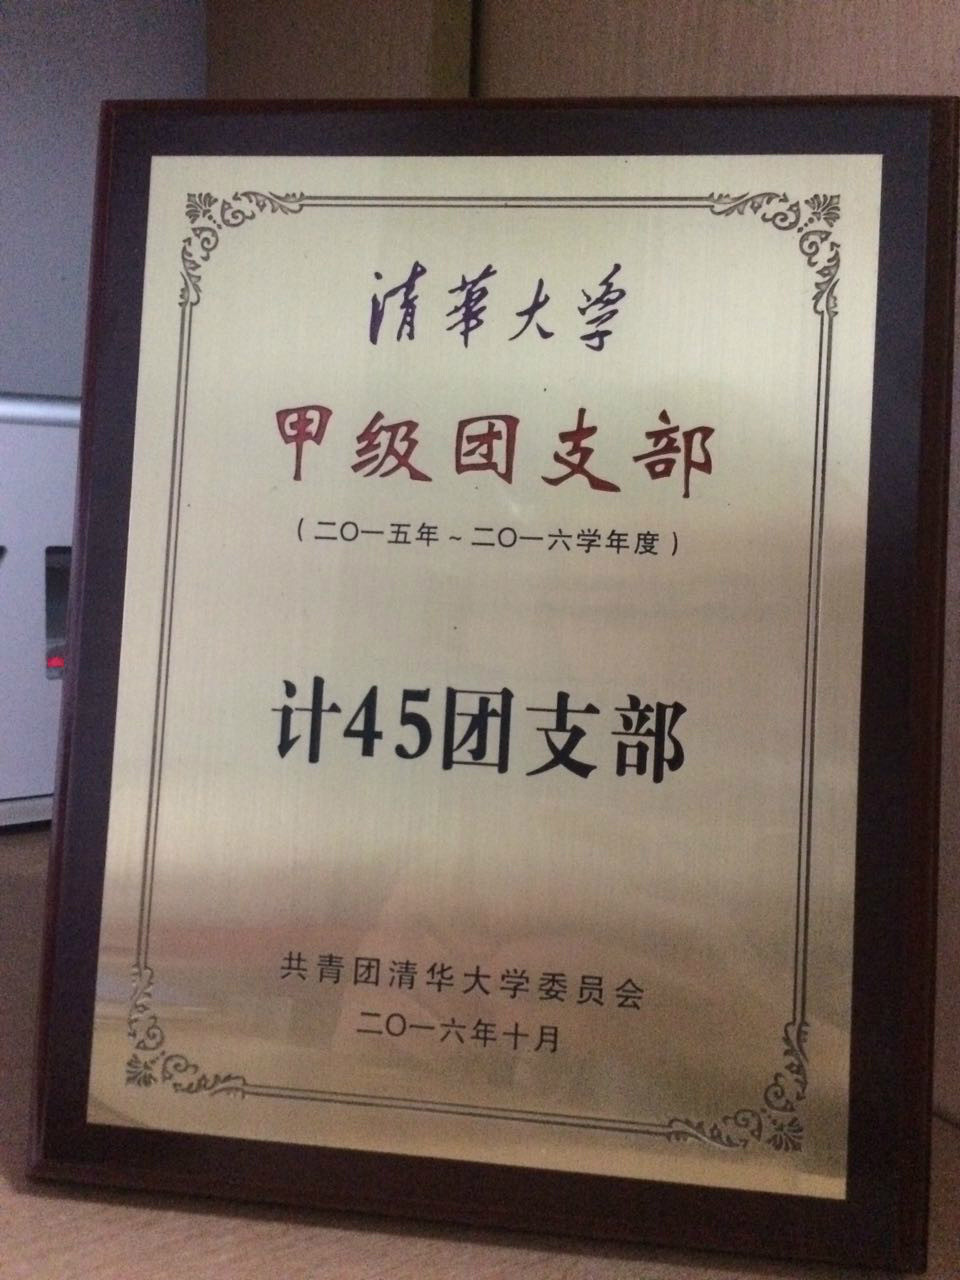 清華大学
甲级团支部
（二〇一五年～二〇一六学年度）
计45团支部
共青团清华大学委员会
二〇一六年十月